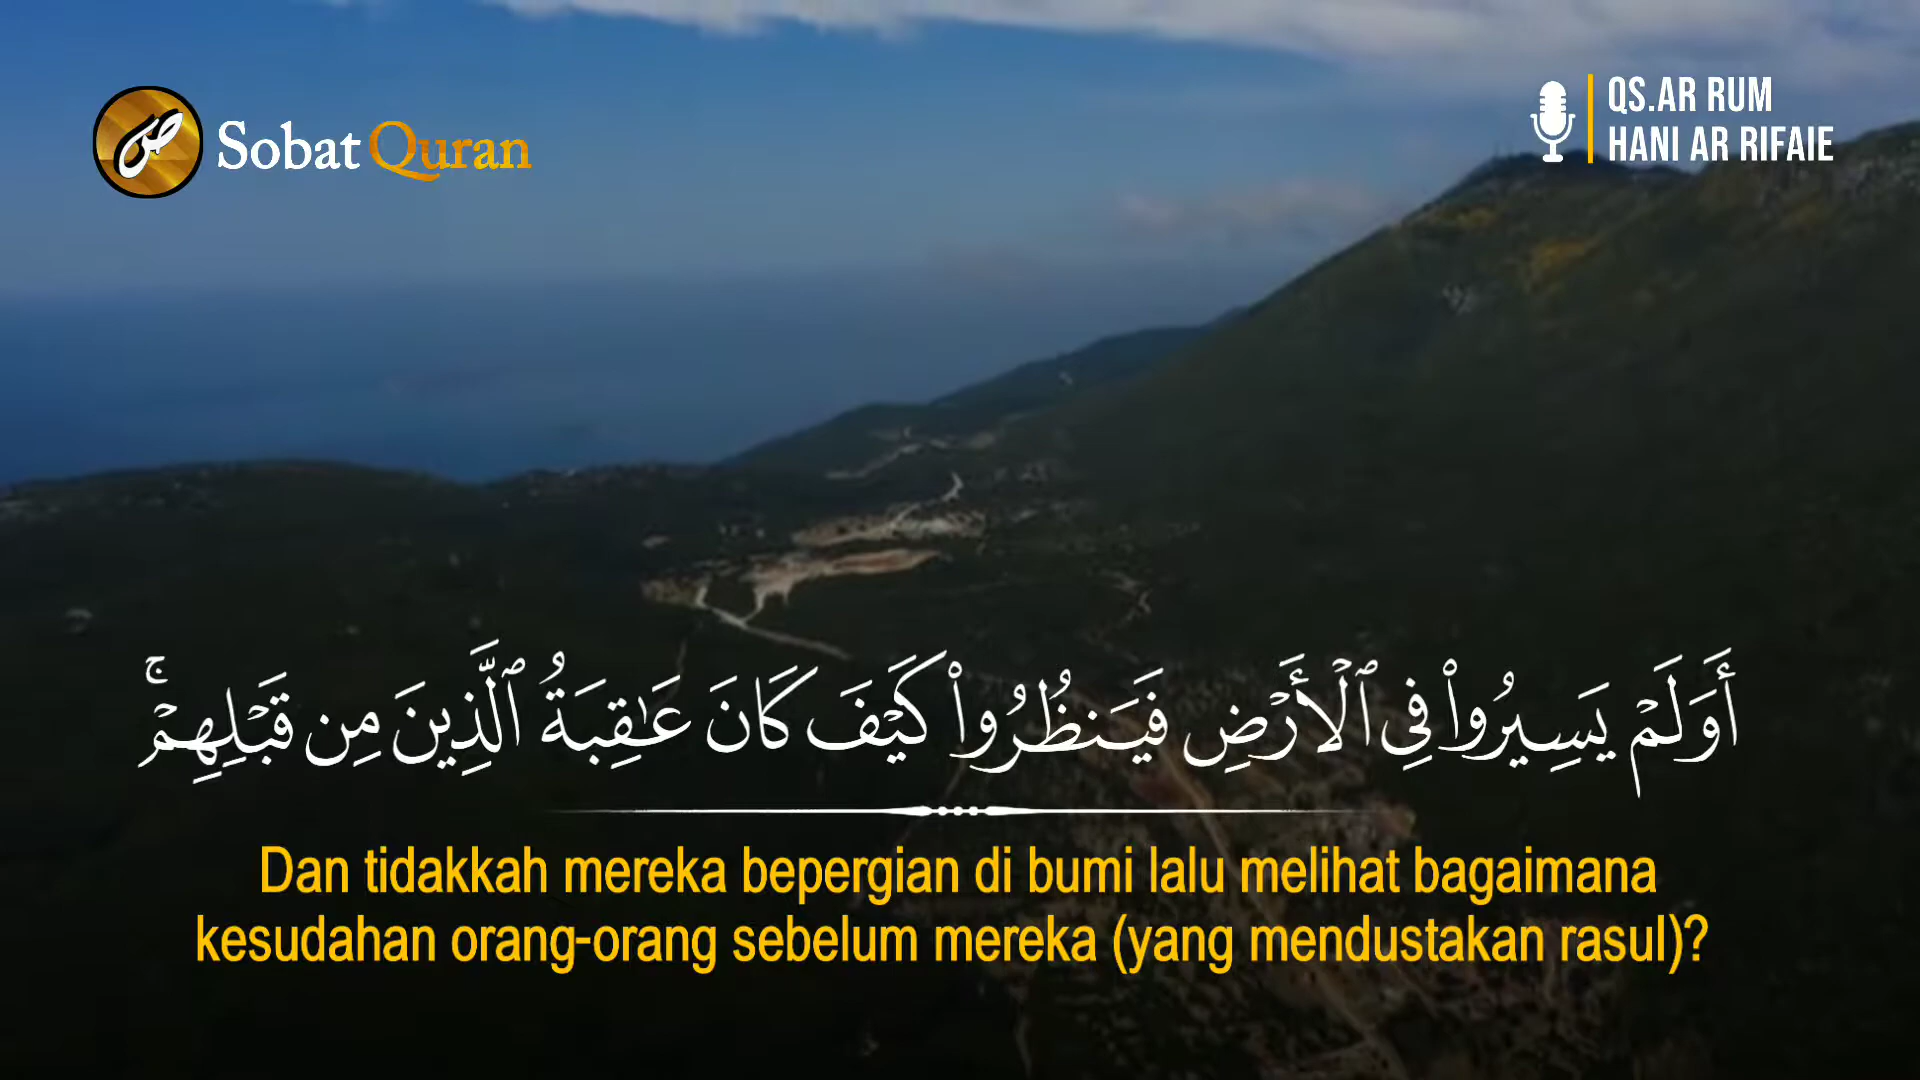 Sobat Quran
QS.AR RUM
HANI AR RIFAIE
أَوَلَمْ يَسِيرُوا۟ فِى ٱلْأَرْضِ فَيَنظُرُوا۟ كَيْفَ كَانَ عَـٰقِبَةُ ٱلَّذِينَ مِن قَبْلِهِمْ ۚ
Dan tidakkah mereka bepergian di bumi lalu melihat bagaimana
kesudahan orang-orang sebelum mereka (yang mendustakan rasul)?